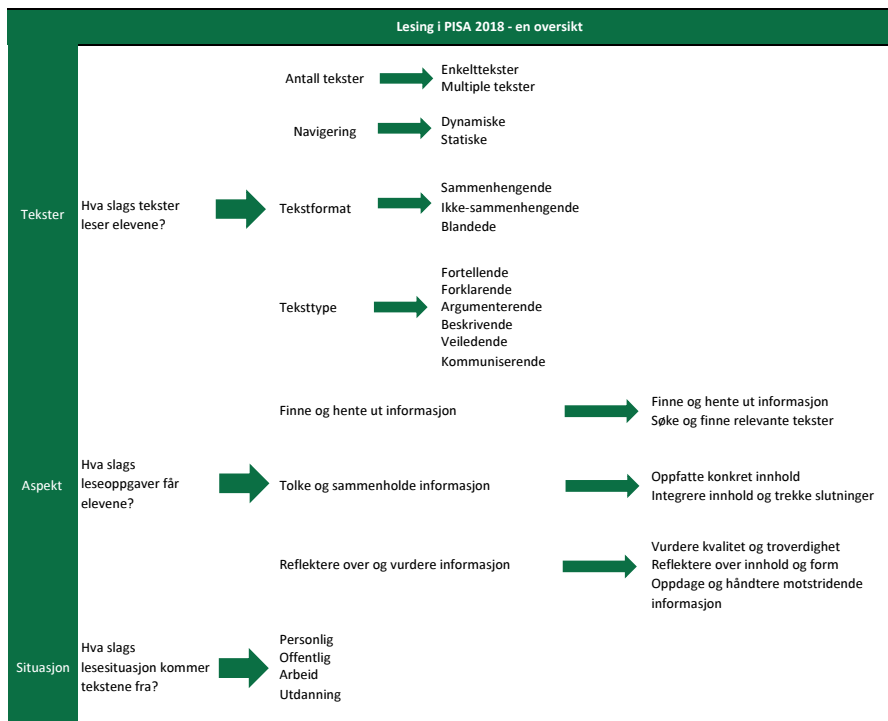 Lesing i PISA 2018 - en oversikt
Tekster
Hva slags tekster
leser elevene?
Antall tekster
Enkelttekster
Multiple tekster
Navigering
Dynamiske
Statiske
Tekstformat
Sammenhengende
Ikke-sammenhengende
Blandede
Teksttype
Fortellende
Forklarende
Argumenterende
Beskrivende
Veiledende
Kommuniserende
Aspekt
Hva slags
leseoppgaver får
elevene?
Finne og hente ut informasjon
Finne og hente ut informasjon
Søke og finne relevante tekster
Tolke og sammenholde informasjon
Oppfatte konkret innhold
Integrere innhold og trekke slutninger
Reflektere over og vurdere informasjon
Vurdere kvalitet og troverdighet
Reflektere over innhold og form
Oppdage og håndtere motstridende
informasjon
Situasjon
Hva slags
lesesituasjon kommer
tekstene fra?
Personlig
Offentlig
Arbeid
Utdanning